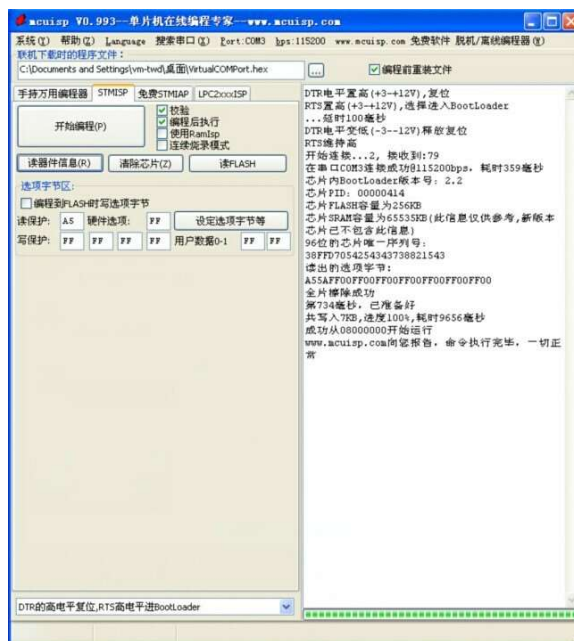 mcuisp V0.993--单片机在线编程专家--www.mcuisp.com
系统(Y) 帮助(Z) Language 搜索串口(X) Port:COM3 bps:115200 www.mcuisp.com 免费软件 脱机/离线编程器(W)
联机下载时的程序文件:
C:\Documents and Settings\vm-twd\桌面\VirtualCOMPort.hex ... 编程前重装文件
手持万用编程器 STMISP 免费STMIAP LPC2xxxISP
开始编程(P)
校验
编程后执行
使用RamIsp
连续烧录模式
读器件信息(R) 清除芯片(Z) 读FLASH
选项字节区:
编程到FLASH时写选项字节
读保护: A5 硬件选项: FF 设定选项字节等
写保护: FF FF FF FF 用户数据0-1 FF FF
DTR的高电平复位,RTS高电平进BootLoader
DTR电平置高(+3-+12V),复位
RTS置高(+3-+12V),选择进入BootLoader
...延时100毫秒
DTR电平变低(-3--12V)释放复位
RTS维持高
开始连接...2, 接收到:79
在串口COM3连接成功@115200bps, 耗时359毫秒
芯片内BootLoader版本号: 2.2
芯片PID: 00000414
芯片FLASH容量为256KB
芯片SRAM容量为65535KB(此信息仅供参考,新版本
芯片已不包含此信息)
96位的芯片唯一序列号:
38FFD7054254343738821543
读出的选项字节:
A55AFF00FF00FF00FF00FF00FF00FF00
全片擦除成功
第734毫秒, 已准备好
共写入7KB,进度100%,耗时9656毫秒
成功从08000000开始运行
www.mcuisp.com向您报告, 命令执行完毕, 一切正
常